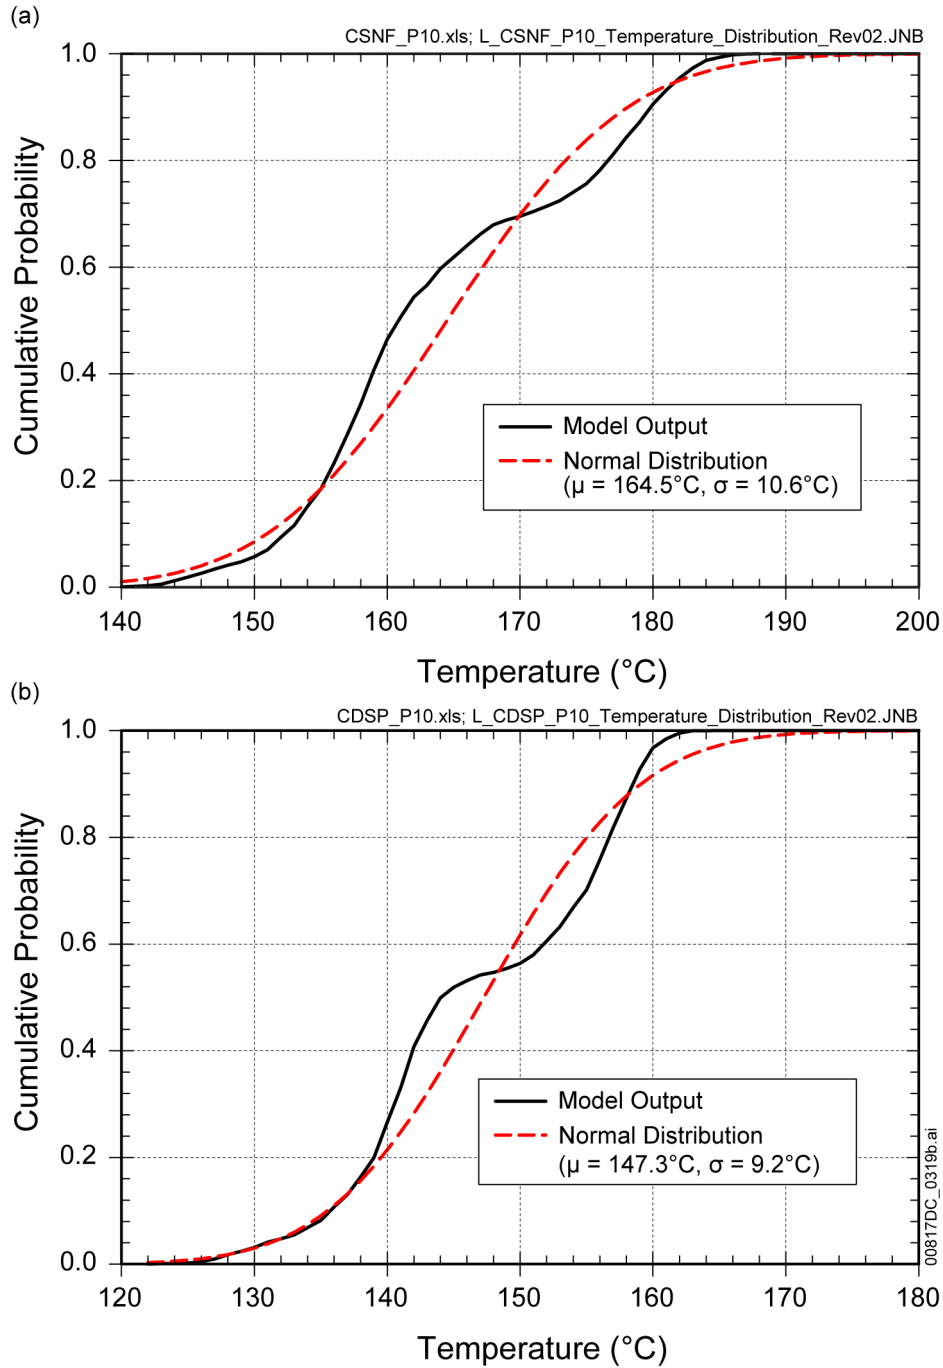 (a)
CSNF_P10.xls; L_CSNF_P10_Temperature_Distribution_Rev02.JNB
1.0
0.8
0.6
0.4
0.2
0.0
Cumulative Probability
Model Output
Normal Distribution
(μ = 164.5°C, σ = 10.6°C)
140 150 160 170 180 190 200
Temperature (°C)
(b)
CDSP_P10.xls; L_CDSP_P10_Temperature_Distribution_Rev02.JNB
1.0
0.8
0.6
0.4
0.2
0.0
Cumulative Probability
Model Output
Normal Distribution
(μ = 147.3°C, σ = 9.2°C)
120 130 140 150 160 170 180
Temperature (°C)
00817DC_0319b.ai